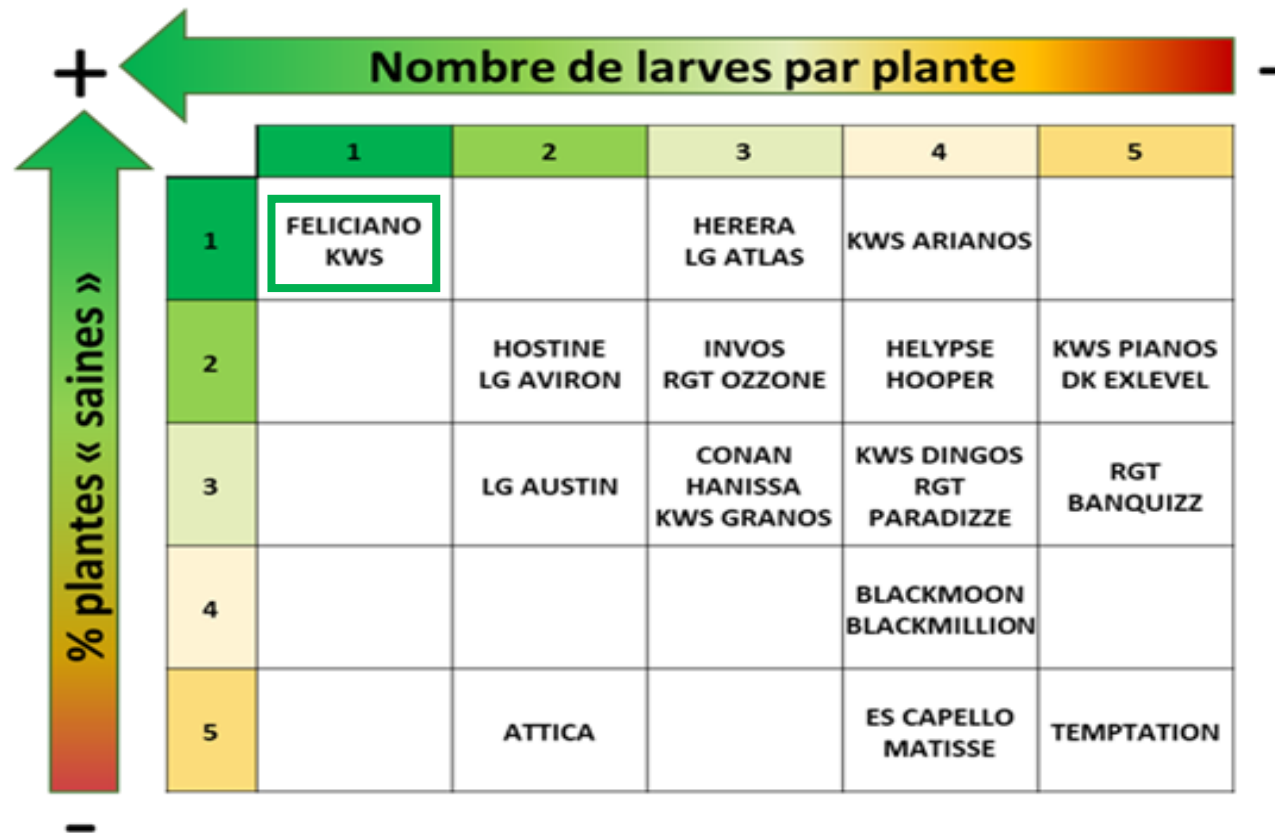 +
Nombre de larves par plante
-
% plantes « saines »
1 2 3 4 5
1
FELICIANO
KWS
HERERA
LG ATLAS
KWS ARIANOS
2
HOSTINE
LG AVIRON
INVOS
RGT OZZONE
HELYPSE
HOOPER
KWS PIANOS
DK EXLEVEL
3
LG AUSTIN
CONAN
HANISSA
KWS GRANOS
KWS DINGOS
RGT
PARADIZZE
RGT
BANQUIZZ
4
BLACKMOON
BLACKMILLION
5
ATTICA
ES CAPELLO
MATISSE
TEMPTATION
-